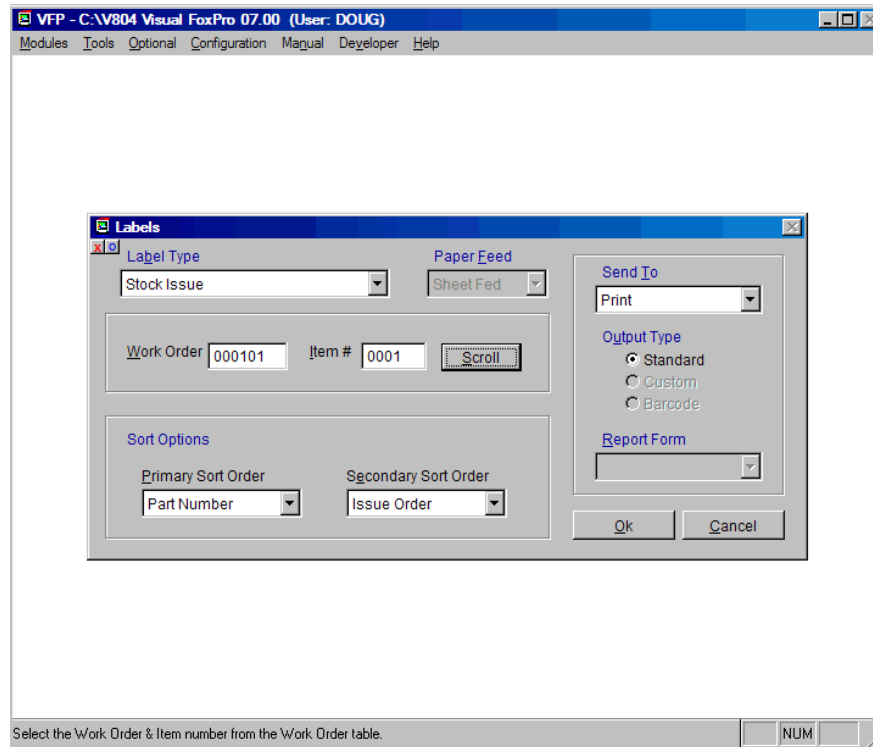 VFP - C:\V804 Visual FoxPro 07.00 (User: DOUG)
Modules Tools Optional Configuration Manual Developer Help
Labels
x o
Label Type
Stock Issue
Paper Feed
Sheet Fed
Work Order 000101 Item # 0001 Scroll
Sort Options
Primary Sort Order
Part Number
Secondary Sort Order
Issue Order
Send To
Print
Output Type
Standard
Custom
Barcode
Report Form
Ok Cancel
Select the Work Order & Item number from the Work Order table. NUM